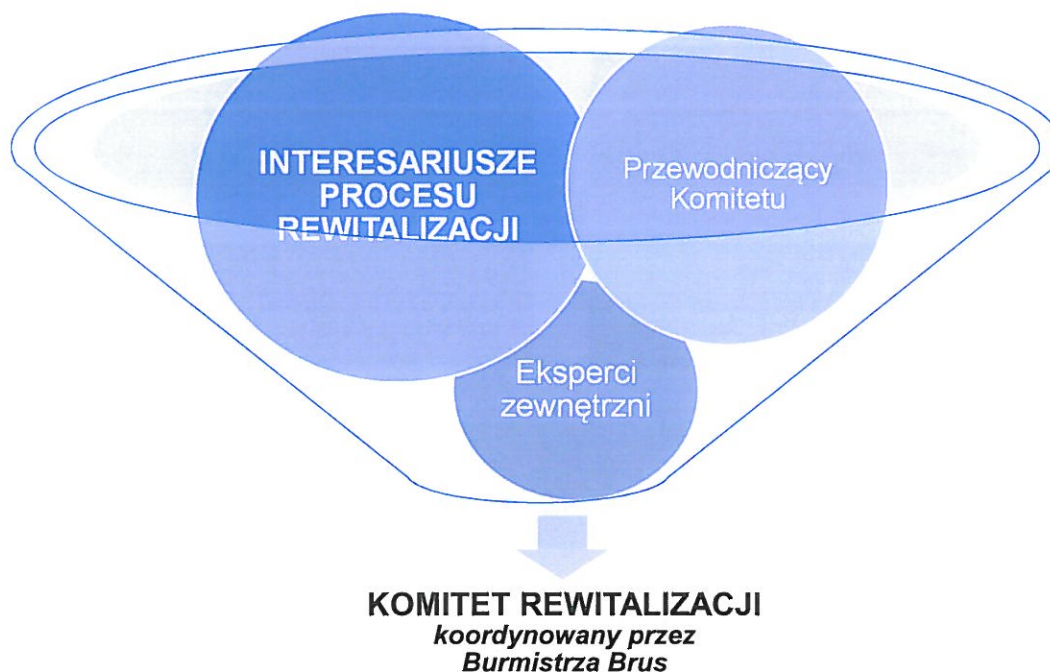 INTERESARIUSZE
PROCESU
REWITALIZACJI
Przewodniczący
Komitetu
Eksperci
zewnętrzni
KOMITET REWITALIZACJI
koordynowany przez
Burmistrza Brus